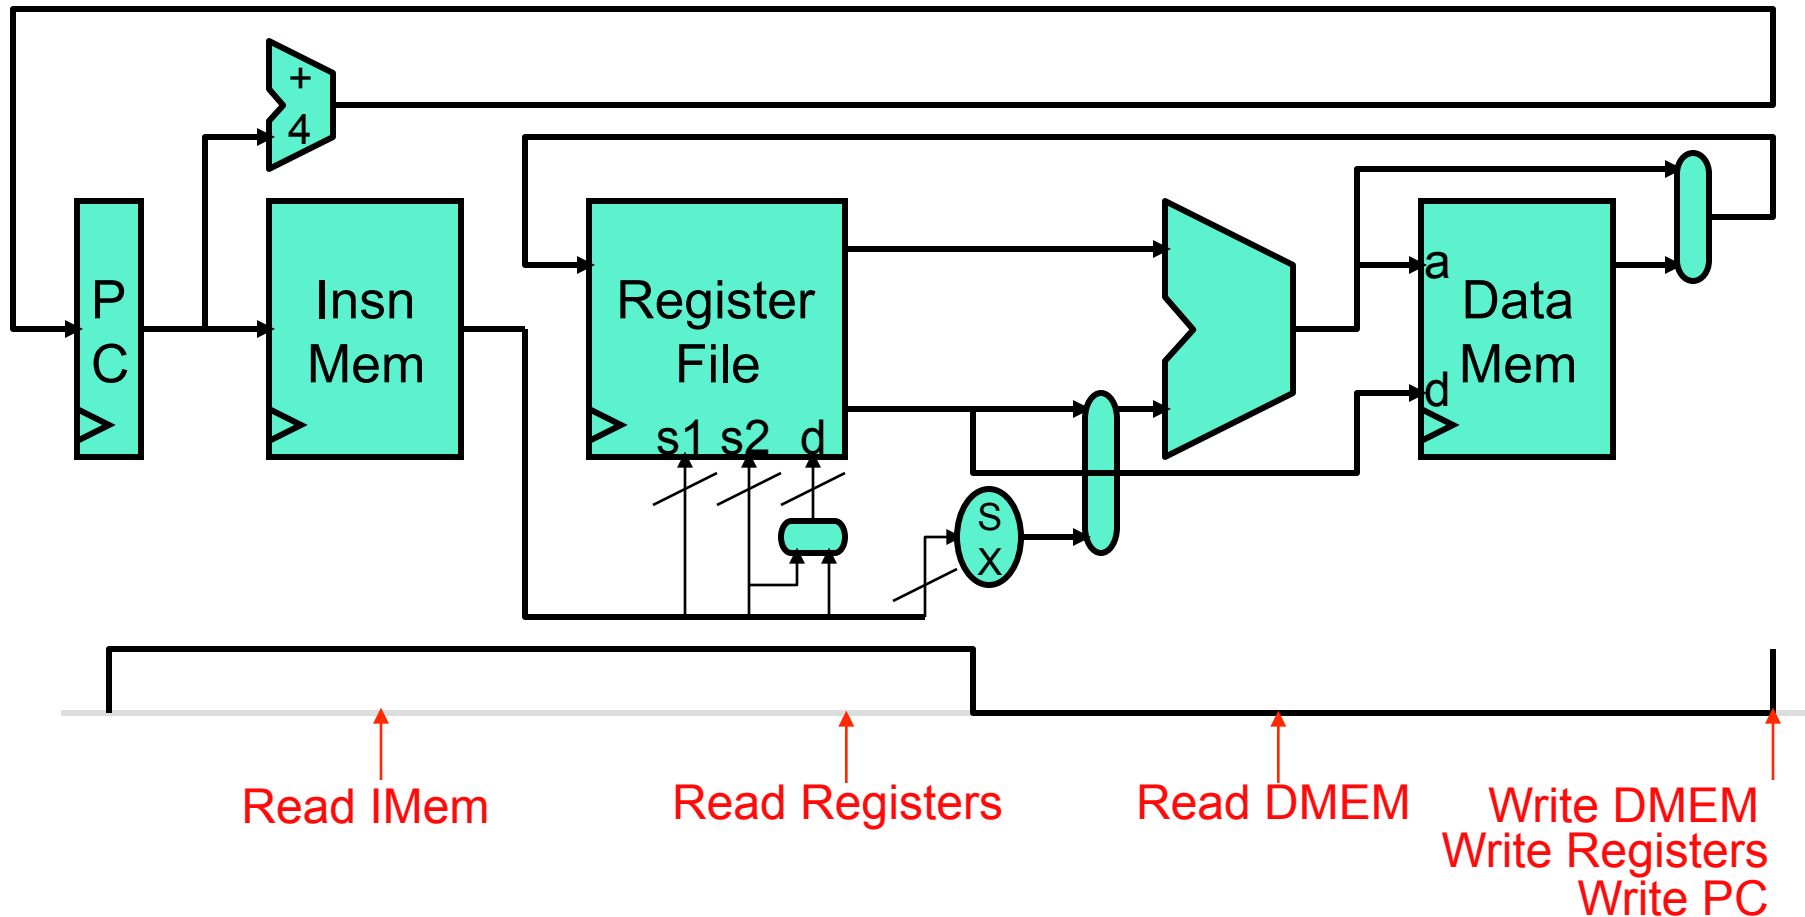 +
4
P
C
Insn
Mem
Register
File
s1 s2 d
S
X
a
Data
Mem
d
Read IMem
Read Registers
Read DMEM
Write DMEM
Write Registers
Write PC